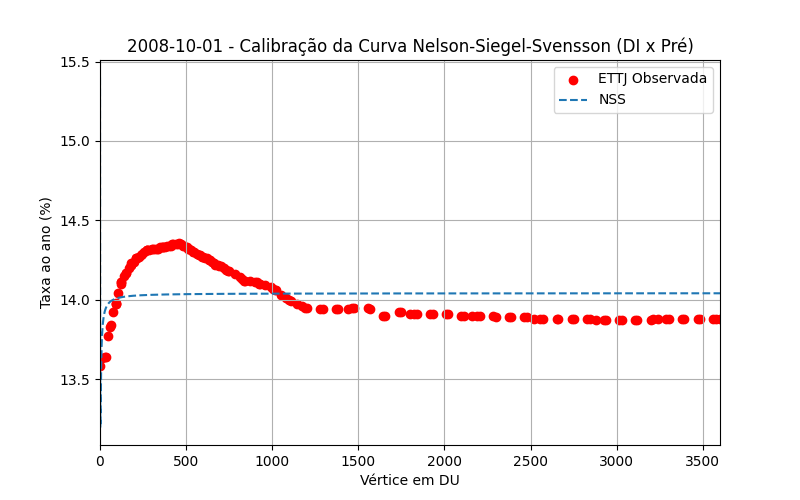 2008-10-01 - Calibração da Curva Nelson-Siegel-Svensson (DI x Pré)
ETTJ Observada
NSS
Taxa ao ano (%)
15.5
15.0
14.5
14.0
13.5
0 500 1000 1500 2000 2500 3000 3500
Vértice em DU